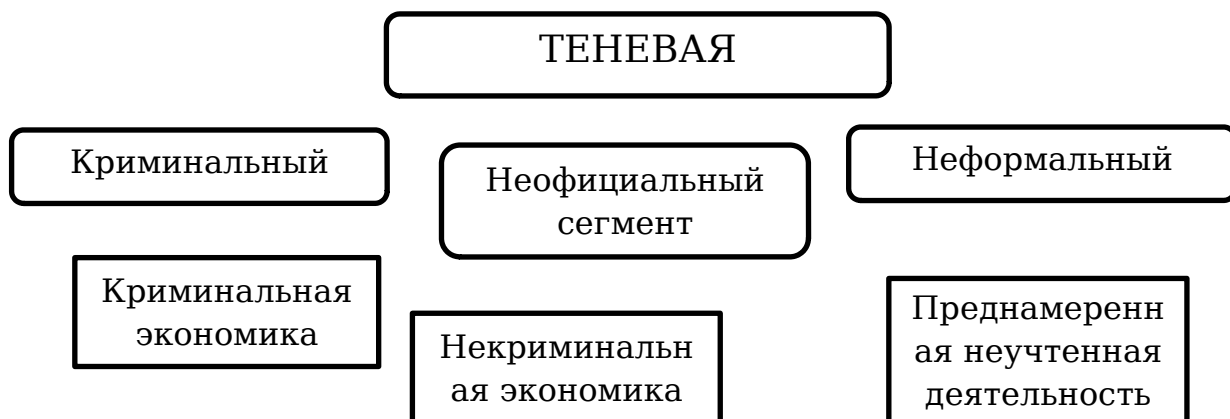 ТЕНЕВАЯ
Криминальный
Неофициальный
сегмент
Неформальный
Криминальная
экономика
Некриминальн
ая экономика
Преднамеренн
ая неучтенная
деятельность